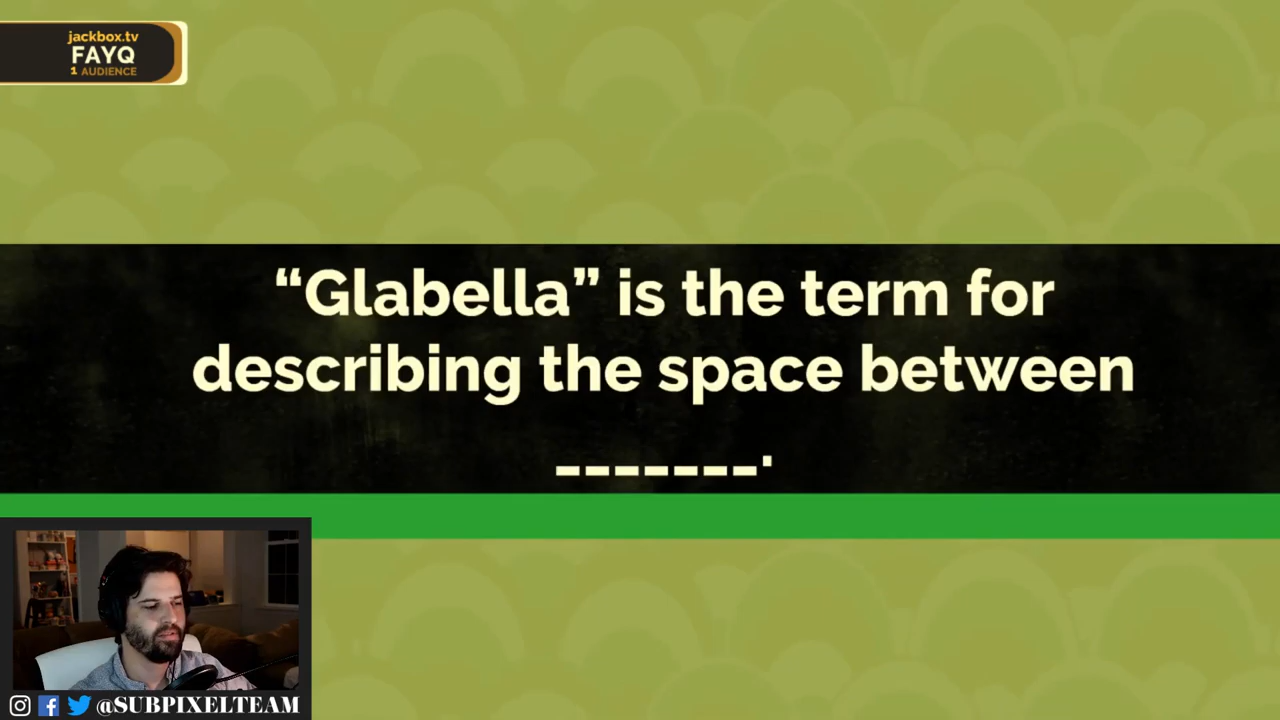 jackbox.tv
FAYQ
1 AUDIENCE
“Glabella” is the term for
describing the space between
_______.
@SUBPIXELTEAM